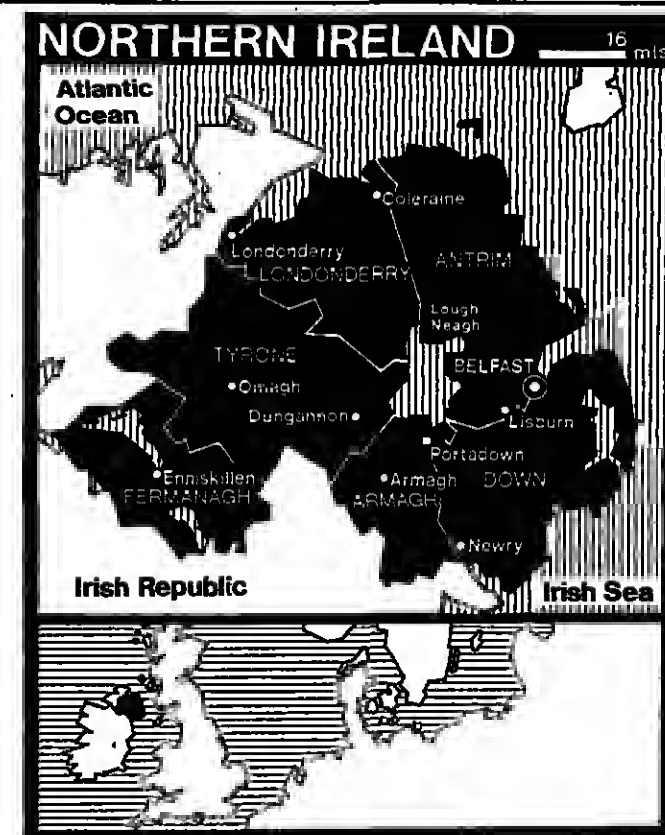 NORTHERN IRELAND
16 mls
Atlantic
Ocean
Coleraine
Londonderry
LONDONDERRY
ANTRIM
Lough
Neagh
TYRONE
BELFAST
Omagh
Dungannon
Lisburn
Portadown
Enniskillen
Armagh
DOWN
FERMANAGH
ARMAGH
Newry
Irish Republic
Irish Sea